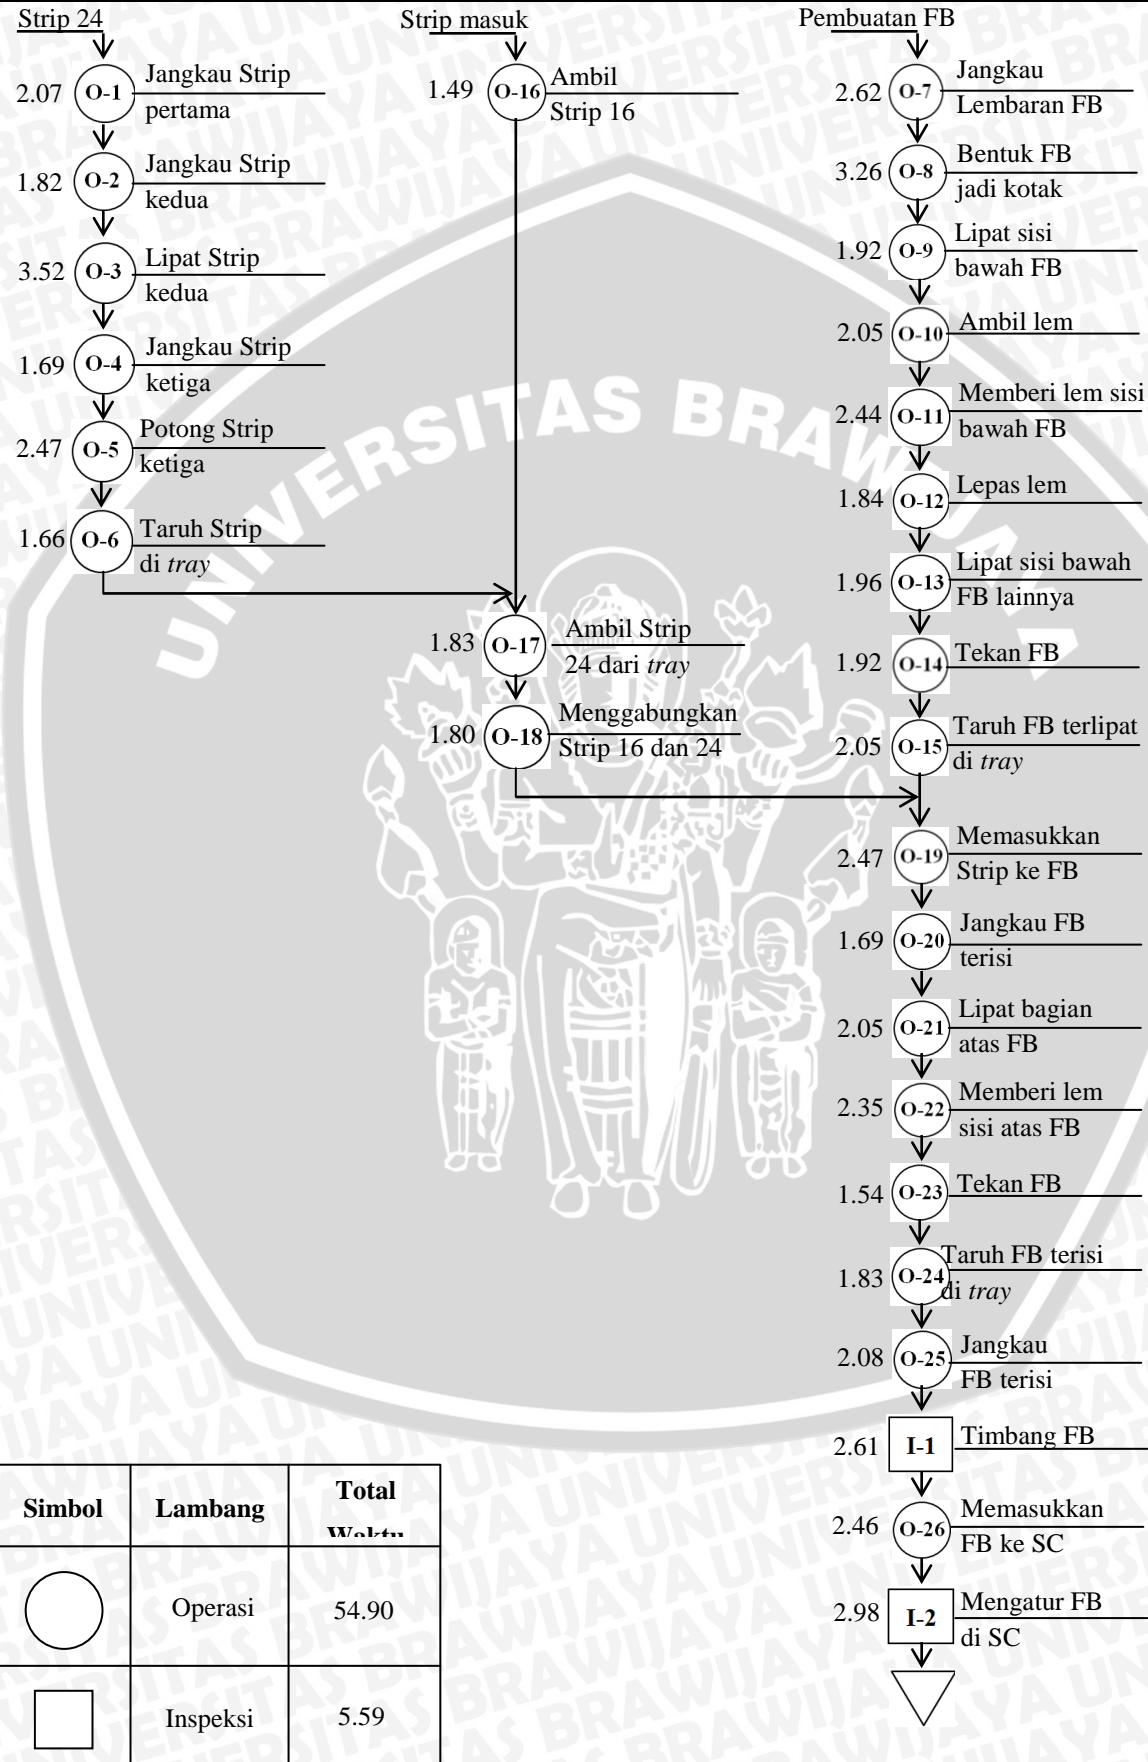 Strip 24
2.07 O-1 Jangkau Strip
pertama
1.82 O-2 Jangkau Strip
kedua
3.52 O-3 Lipat Strip
kedua
1.69 O-4 Jangkau Strip
ketiga
2.47 O-5 Potong Strip
ketiga
1.66 O-6 Taruh Strip
di tray
Strip masuk
1.49 O-16 Ambil
Strip 16
1.83 O-17 Ambil Strip
24 dari tray
1.80 O-18 Menggabungkan
Strip 16 dan 24
Pembuatan FB
2.62 O-7 Jangkau
Lembaran FB
3.26 O-8 Bentuk FB
jadi kotak
1.92 O-9 Lipat sisi
bawah FB
2.05 O-10 Ambil lem
2.44 O-11 Memberi lem sisi
bawah FB
1.84 O-12 Lepas lem
1.96 O-13 Lipat sisi bawah
FB lainnya
1.92 O-14 Tekan FB
2.05 O-15 Taruh FB terlipat
di tray
2.47 O-19 Memasukkan
Strip ke FB
1.69 O-20 Jangkau FB
terisi
2.05 O-21 Lipat bagian
atas FB
2.35 O-22 Memberi lem
sisi atas FB
1.54 O-23 Tekan FB
1.83 O-24 Taruh FB terisi
di tray
2.08 O-25 Jangkau
FB terisi
2.61 I-1 Timbang FB
2.46 O-26 Memasukkan
FB ke SC
2.98 I-2 Mengatur FB
di SC
Simbol Lambang Total
Waktu
Operasi 54.90
Inspeksi 5.59
UNIVERSITAS BRAWIJAYA